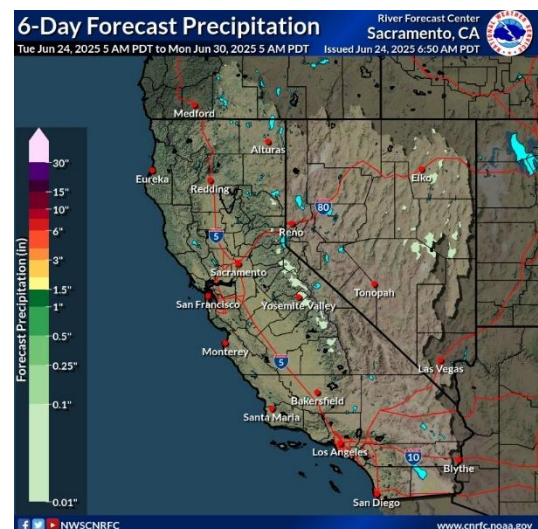 6-Day Forecast Precipitation
Tue Jun 24, 2025 5 AM PDT to Mon Jun 30, 2025 5 AM PDT
River Forecast Center
Sacramento, CA
Issued Jun 24, 2025 6:50 AM PDT
NATIONAL WEATHER SERVICE
Medford
Alturas
Eureka
Redding
Elko
80
Reno
5
Sacramento
San Francisco
Yosemite Valley
Tonopah
Monterey
5
Las Vegas
Bakersfield
Santa Maria
Los Angeles
10
Blythe
San Diego
Forecast Precipitation (in)
30"
15"
10"
6"
3"
1.5"
1"
0.5"
0.25"
0.1"
0.01"
NWSCNRFC
www.cnrfc.noaa.gov